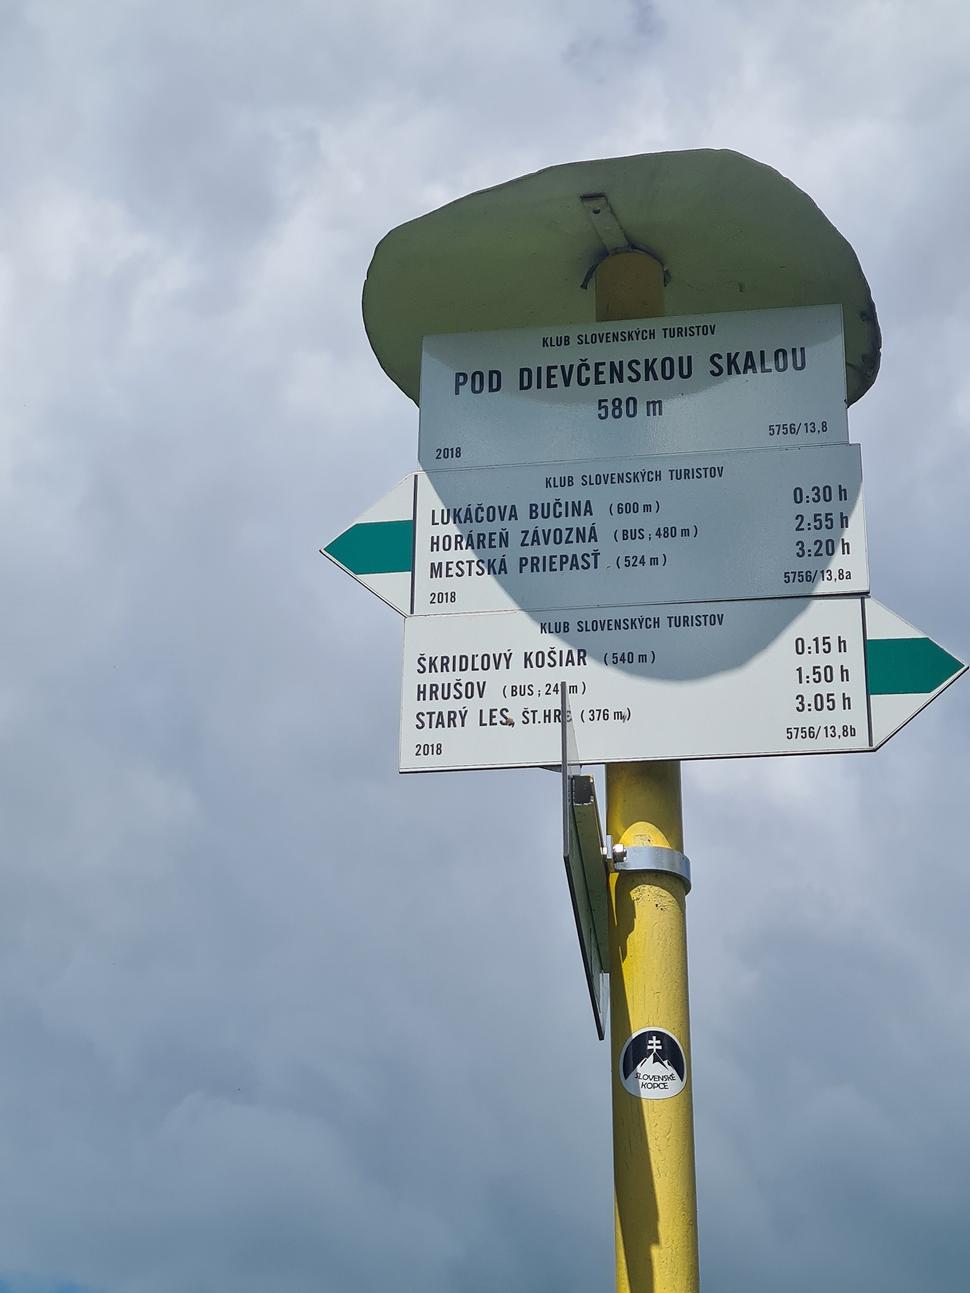 KLUB SLOVENSKÝCH TURISTOV
POD DIEVČENSKOU SKALOU
580 m
2018 5756/13,8
KLUB SLOVENSKÝCH TURISTOV
LUKÁČOVA BUČINA (600 m) 0:30 h
HORÁREŇ ZÁVOZNÁ (BUS ; 480 m) 2:55 h
MESTSKÁ PRIEPASŤ (524 m) 3:20 h
2018 5756/13,8a
KLUB SLOVENSKÝCH TURISTOV
ŠKRIDĽOVÝ KOŠIAR (540 m) 0:15 h
HRUŠOV (BUS ; m) 1:50 h
STARÝ LES, (376 m) 3:05 h
2018 5756/13,8b
SLOVENSKÉ
KOPCE